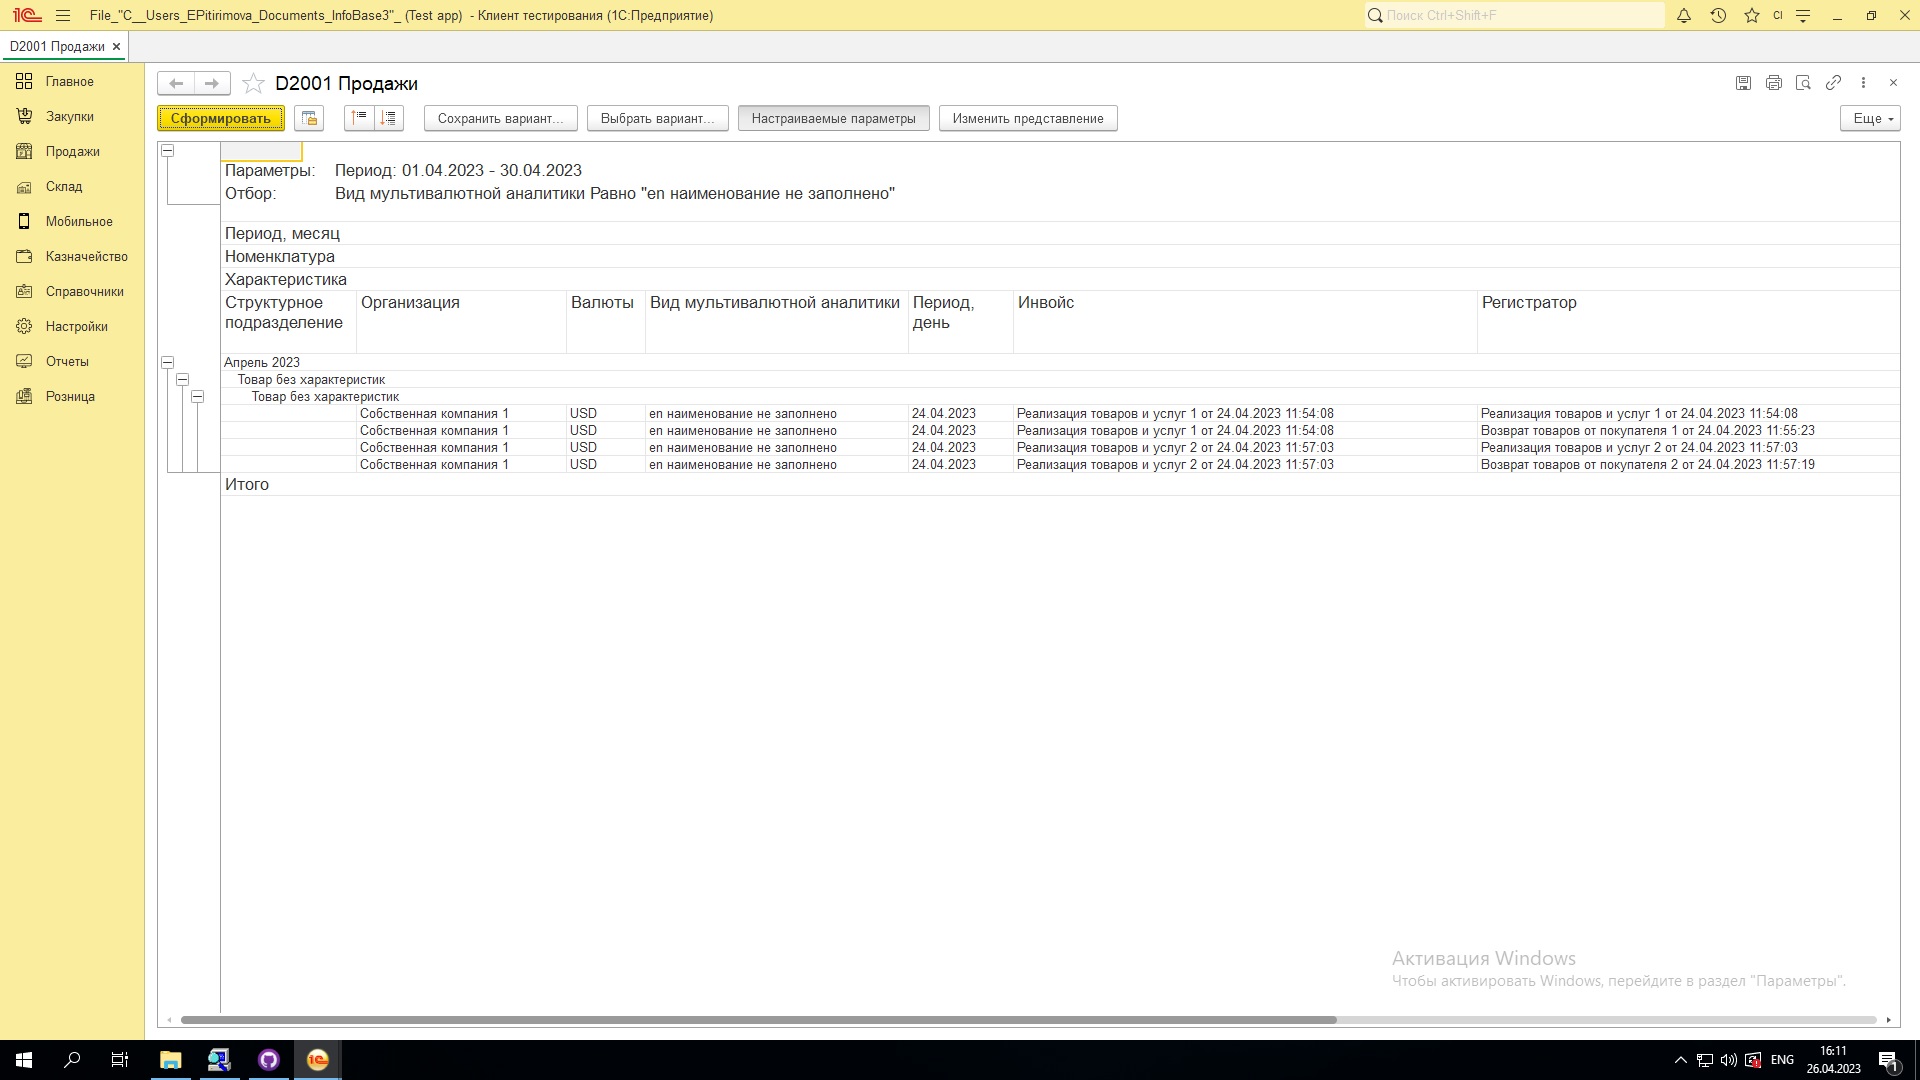 File_"C__Users_EPitirimova_Documents_InfoBase3"_ (Test app) - Клиент тестирования (1С:Предприятие)
Поиск Ctrl+Shift+F
CI
D2001 Продажи
Главное
Закупки
Продажи
Склад
Мобильное
Казначейство
Справочники
Настройки
Отчеты
Розница
D2001 Продажи
Сформировать
Сохранить вариант...
Выбрать вариант...
Настраиваемые параметры
Изменить представление
Еще
Параметры: Период: 01.04.2023 - 30.04.2023
Отбор: Вид мультивалютной аналитики Равно "en наименование не заполнено"
Период, месяц
Номенклатура
Характеристика
Структурное подразделение Организация Валюты Вид мультивалютной аналитики Период, день Инвойс Регистратор
Апрель 2023
Товар без характеристик
Товар без характеристик
Собственная компания 1 USD en наименование не заполнено 24.04.2023 Реализация товаров и услуг 1 от 24.04.2023 11:54:08 Реализация товаров и услуг 1 от 24.04.2023 11:54:08
Собственная компания 1 USD en наименование не заполнено 24.04.2023 Реализация товаров и услуг 1 от 24.04.2023 11:54:08 Возврат товаров от покупателя 1 от 24.04.2023 11:55:23
Собственная компания 1 USD en наименование не заполнено 24.04.2023 Реализация товаров и услуг 2 от 24.04.2023 11:57:03 Реализация товаров и услуг 2 от 24.04.2023 11:57:03
Собственная компания 1 USD en наименование не заполнено 24.04.2023 Реализация товаров и услуг 2 от 24.04.2023 11:57:03 Возврат товаров от покупателя 2 от 24.04.2023 11:57:19
Итого
Активация Windows
Чтобы активировать Windows, перейдите в раздел "Параметры".
ENG
16:11
26.04.2023
1